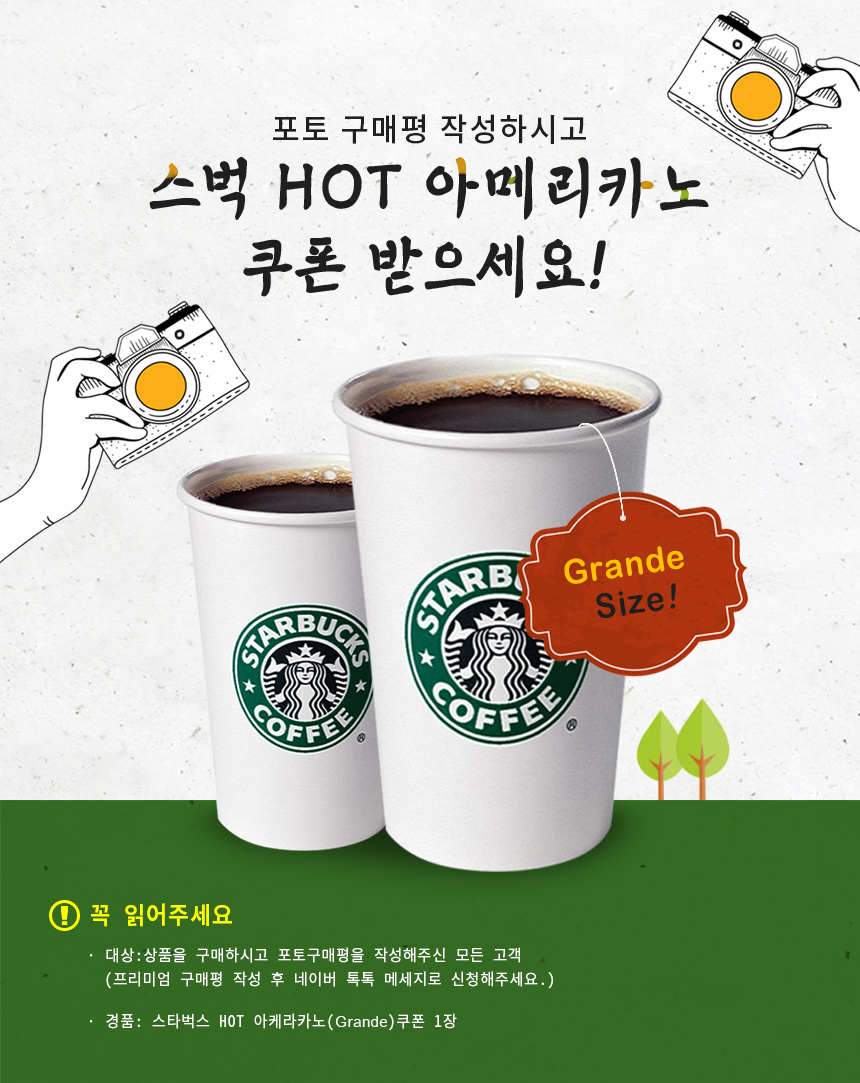 포토 구매평 작성하시고
스벅 HOT 아메리카노
쿠폰 받으세요!
Grande
Size!
STARBUCKS
COFFEE
®
STARBU
COFFEE
®
! 꼭 읽어주세요
· 대상:상품을 구매하시고 포토구매평을 작성해주신 모든 고객
(프리미엄 구매평 작성 후 네이버 톡톡 메세지로 신청해주세요.)
· 경품: 스타벅스 HOT 아케라카노(Grande)쿠폰 1장